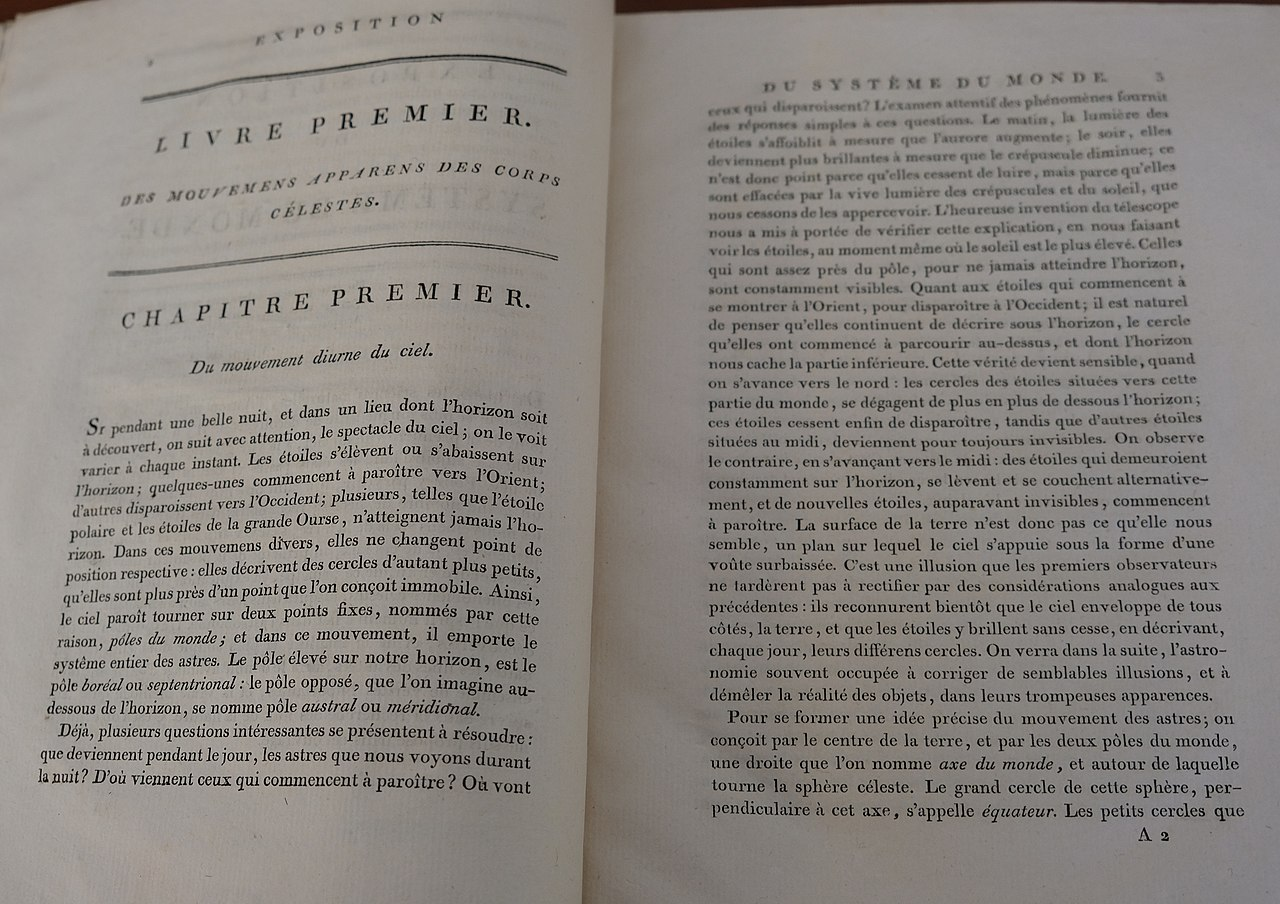 EXPOSITION
LIVRE PREMIER.
DES MOUVEMENS APPARENS DES CORPS
CÉLESTES.
CHAPITRE PREMIER.
Du mouvement diurne du ciel.
SI pendant une belle nuit, et dans un lieu dont l'horizon soit
à découvert, on suit avec attention, le spectacle du ciel; on le voit
varier à chaque instant. Les étoiles s'élèvent ou s'abaissent sur
l'horizon; quelques-unes commencent à paroître vers l'Orient;
d'autres disparoissent vers l'Occident; plusieurs, telles que l'étoile
polaire et les étoiles de la grande Ourse, n'atteignent jamais l'ho-
rizon. Dans ces mouvemens divers, elles ne changent point de
position respective : elles décrivent des cercles d'autant plus petits,
qu'elles sont plus près d'un point que l'on conçoit immobile. Ainsi,
le ciel paroît tourner sur deux points fixes, nommés par cette
raison, pôles du monde; et dans ce mouvement, il emporte le
système entier des astres. Le pôle élevé sur notre horizon, est le
pôle boréal ou septentrional : le pôle opposé, que l'on imagine au-
dessous de l'horizon, se nomme pôle austral ou méridional.
Déjà, plusieurs questions intéressantes se présentent à résoudre :
que deviennent pendant le jour, les astres que nous voyons durant
la nuit? D'où viennent ceux qui commencent à paroître? Où vont
DU SYSTÊME DU MONDE. 3
ceux qui disparoissent? L'examen attentif des phénomènes fournit
des réponses simples à ces questions. Le matin, la lumière des
étoiles s'affoiblit à mesure que l'aurore augmente; le soir, elles
deviennent plus brillantes à mesure que le crépuscule diminue; ce
n'est donc point parce qu'elles cessent de luire, mais parce qu'elles
sont effacées par la vive lumière des crépuscules et du soleil, que
nous cessons de les appercevoir. L'heureuse invention du télescope
nous a mis à portée de vérifier cette explication, en nous faisant
voir les étoiles, au moment même où le soleil est le plus élevé. Celles
qui sont assez près du pôle, pour ne jamais atteindre l'horizon,
sont constamment visibles. Quant aux étoiles qui commencent à
se montrer à l'Orient, pour disparoître à l'Occident; il est naturel
de penser qu'elles continuent de décrire sous l'horizon, le cercle
qu'elles ont commencé à parcourir au-dessus, et dont l'horizon
nous cache la partie inférieure. Cette vérité devient sensible, quand
on s'avance vers le nord : les cercles des étoiles situées vers cette
partie du monde, se dégagent de plus en plus de dessous l'horizon;
ces étoiles cessent enfin de disparoître, tandis que d'autres étoiles
situées au midi, deviennent pour toujours invisibles. On observe
le contraire, en s'avançant vers le midi : des étoiles qui demeuroient
constamment sur l'horizon, se lèvent et se couchent alternative-
ment, et de nouvelles étoiles, auparavant invisibles, commencent
à paroître. La surface de la terre n'est donc pas ce qu'elle nous
semble, un plan sur lequel le ciel s'appuie sous la forme d'une
voûte surbaissée. C'est une illusion que les premiers observateurs
ne tardèrent pas à rectifier par des considérations analogues aux
précédentes : ils reconnurent bientôt que le ciel enveloppe de tous
côtés, la terre, et que les étoiles y brillent sans cesse, en décrivant,
chaque jour, leurs différens cercles. On verra dans la suite, l'astro-
nomie souvent occupée à corriger de semblables illusions, et à
démêler la réalité des objets, dans leurs trompeuses apparences.
Pour se former une idée précise du mouvement des astres; on
conçoit par le centre de la terre, et par les deux pôles du monde,
une droite que l'on nomme axe du monde, et autour de laquelle
tourne la sphère céleste. Le grand cercle de cette sphère, per-
pendiculaire à cet axe, s'appelle équateur. Les petits cercles que
A 2